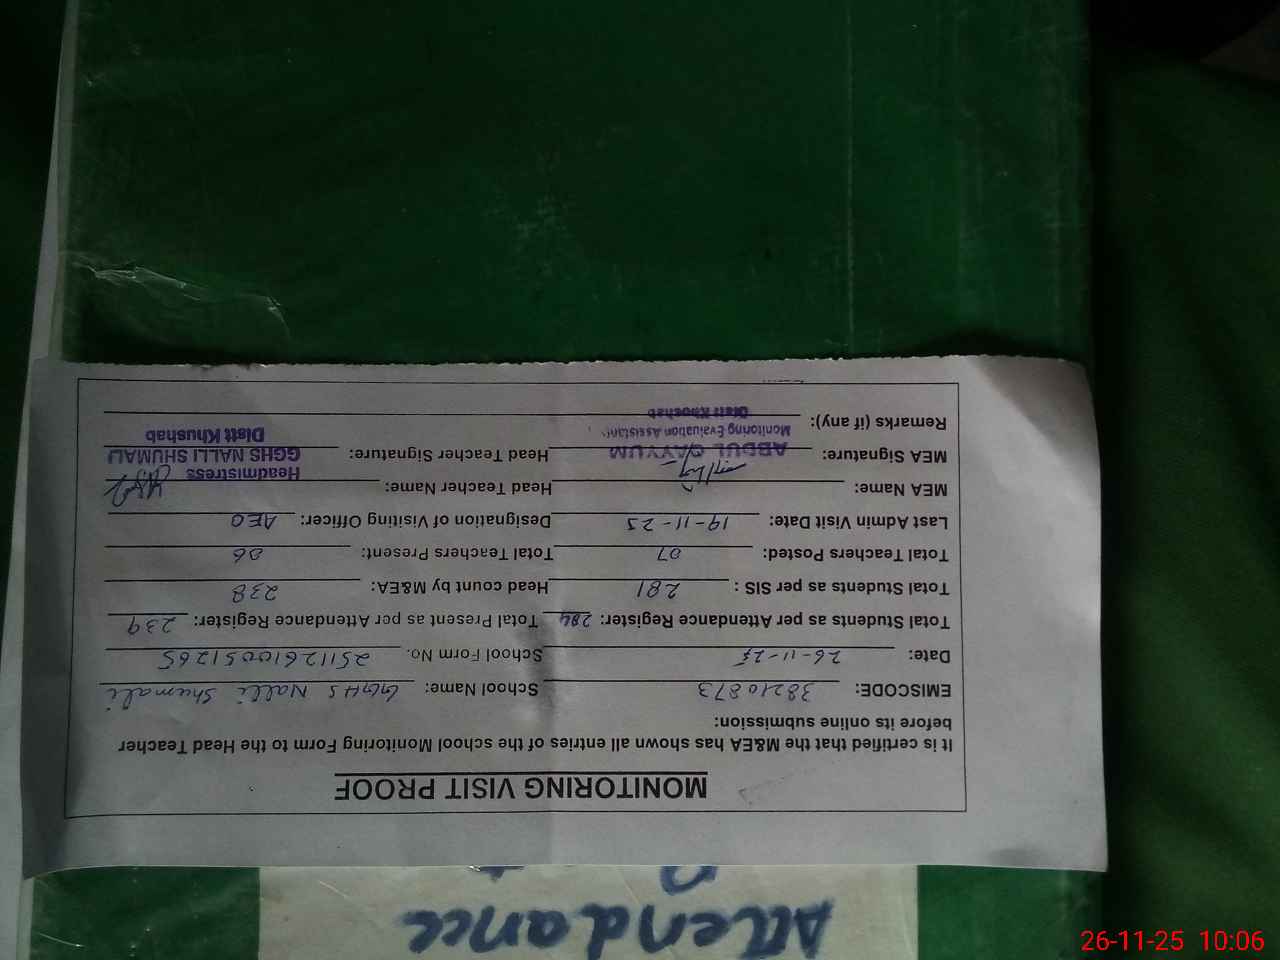 MONITORING VISIT PROOF
It is certified that the M&EA has shown all entries of the school Monitoring Form to the Head Teacher
before its online submission:
EMISCODE: 38210873 School Name: GGHS Nalli Shumali
Date: 26-11-25 School Form No. 25112610051265
Total Students as per Attendance Register: 284 Total Present as per Attendance Register: 239
Total Students as per SIS : 281 Head count by M&EA: 238
Total Teachers Posted: 07 Total Teachers Present: 06
Last Admin Visit Date: 19-11-25 Designation of Visiting Officer: AEO
MEA Name: Head Teacher Name:
Headmistress
MEA Signature: ABDUL QAYYUM Head Teacher Signature: GGHS NALLI SHUMALI
Monitoring Evaluation Assistant Distt Khushab
Remarks (if any): Distt Khushab
Attendance
26-11-25 10:06